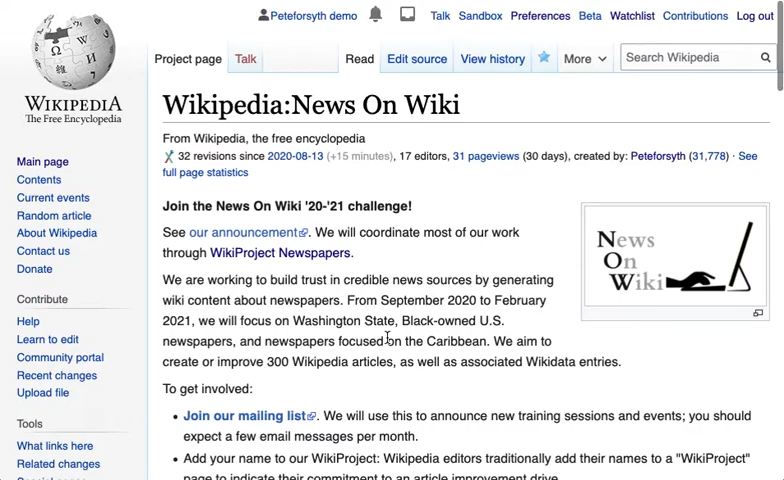 Peteforsyth demo Talk Sandbox Preferences Beta Watchlist Contributions Log out
Project page Talk Read Edit source View history More Search Wikipedia
WIKIPEDIA
The Free Encyclopedia
Main page
Contents
Current events
Random article
About Wikipedia
Contact us
Donate
Contribute
Help
Learn to edit
Community portal
Recent changes
Upload file
Tools
What links here
Related changes
Wikipedia:News On Wiki
From Wikipedia, the free encyclopedia
32 revisions since 2020-08-13 (+15 minutes), 17 editors, 31 pageviews (30 days), created by: Peteforsyth (31,778) · See
full page statistics
Join the News On Wiki '20-'21 challenge!
See our announcement. We will coordinate most of our work
through WikiProject Newspapers.
We are working to build trust in credible news sources by generating
wiki content about newspapers. From September 2020 to February
2021, we will focus on Washington State, Black-owned U.S.
newspapers, and newspapers focused on the Caribbean. We aim to
create or improve 300 Wikipedia articles, as well as associated Wikidata entries.
To get involved:
• Join our mailing list. We will use this to announce new training sessions and events; you should
expect a few email messages per month.
• Add your name to our WikiProject: Wikipedia editors traditionally add their names to a "WikiProject"
page to indicate their commitment to an article improvement drive.
News
On
Wiki